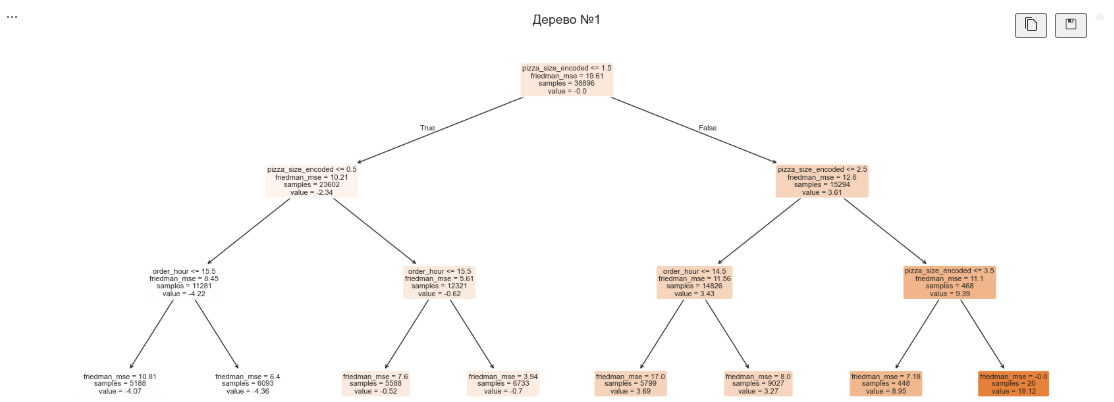 ...
Дерево №1
pizza_size_encoded <= 1.5
friedman_mse = 19.61
samples = 38896
value = -0.0
True
False
pizza_size_encoded <= 0.5
friedman_mse = 10.21
samples = 23602
value = -2.34
pizza_size_encoded <= 2.5
friedman_mse = 12.6
samples = 15294
value = 3.61
order_hour <= 15.5
friedman_mse = 8.45
samples = 11281
value = -4.22
order_hour <= 15.5
friedman_mse = 5.61
samples = 12321
value = -0.62
order_hour <= 14.5
friedman_mse = 11.56
samples = 14826
value = 3.43
pizza_size_encoded <= 3.5
friedman_mse = 11.1
samples = 468
value = 9.39
friedman_mse = 10.81
samples = 5188
value = -4.07
friedman_mse = 6.4
samples = 6093
value = -4.36
friedman_mse = 7.6
samples = 5588
value = -0.52
friedman_mse = 3.94
samples = 6733
value = -0.7
friedman_mse = 17.0
samples = 5799
value = 3.69
friedman_mse = 8.0
samples = 9027
value = 3.27
friedman_mse = 7.18
samples = 448
value = 8.95
friedman_mse = -0.0
samples = 20
value = 19.12